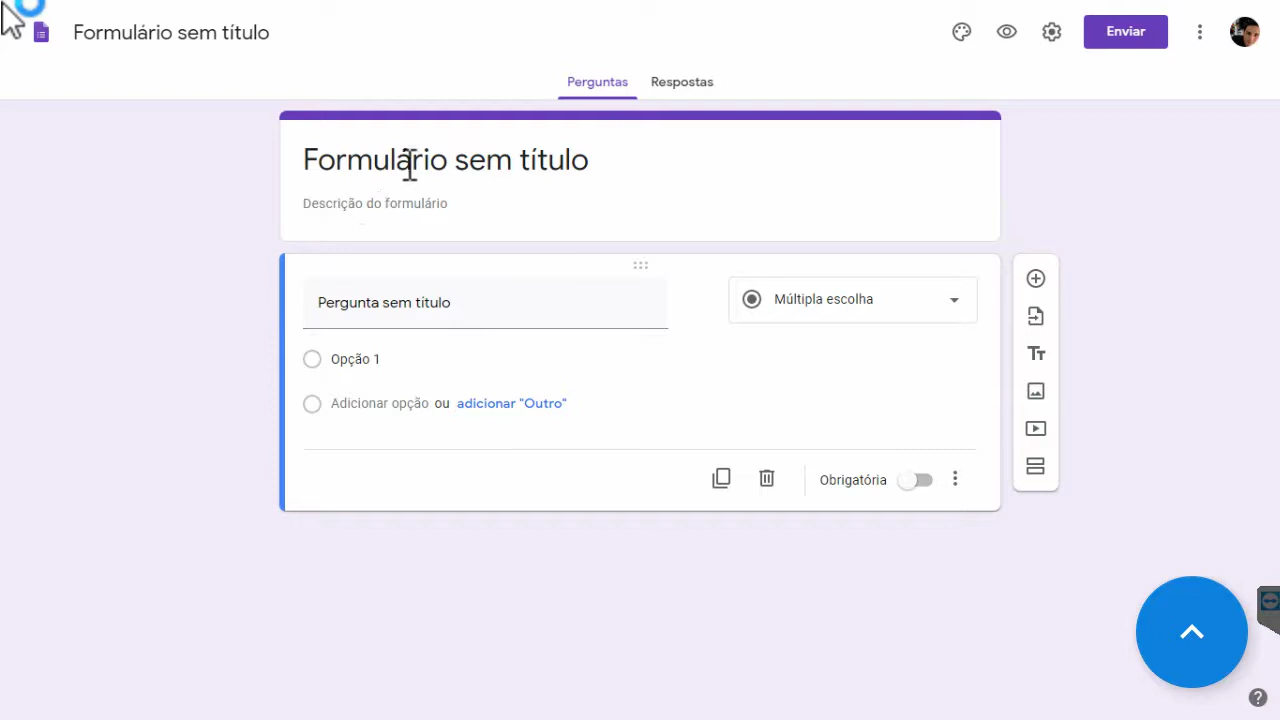 Formulário sem título
Enviar
Perguntas
Respostas
Formulário sem título
Descrição do formulário
Pergunta sem titulo
Múltipla escolha
Opção 1
Adicionar opção ou adicionar "Outro"
Obrigatória